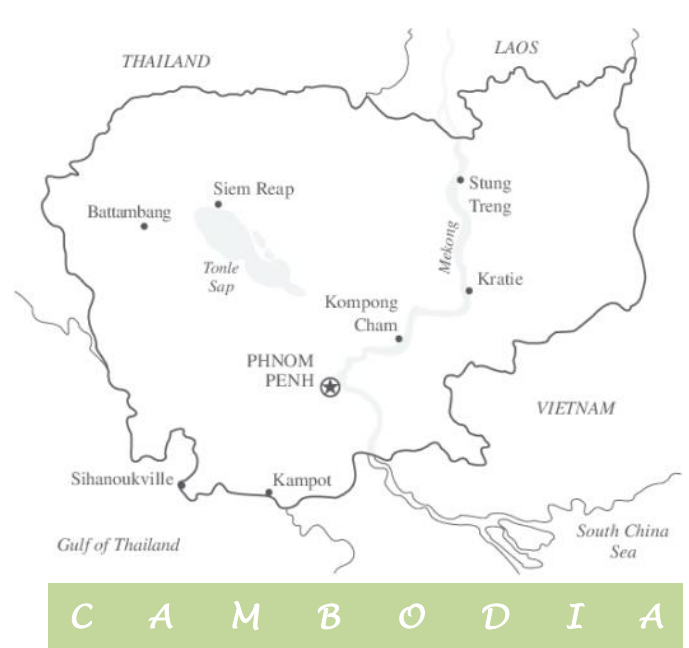 THAILAND
LAOS
Siem Reap
Battambang
Stung
Treng
Mekong
Tonle
Sap
Kratie
Kompong
Cham
PHNOM
PENH
VIETNAM
Sihanoukville
Kampot
Gulf of Thailand
South China
Sea
CAMBODIA